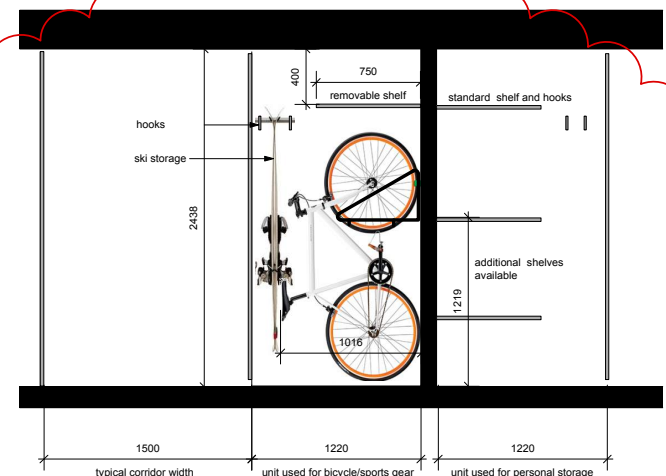 750
400
removable shelf
standard shelf and hooks
hooks
ski storage
2438
additional shelves
available
1219
1016
1500
1220
1220
typical corridor width
unit used for bicycle/sports gear
unit used for personal storage